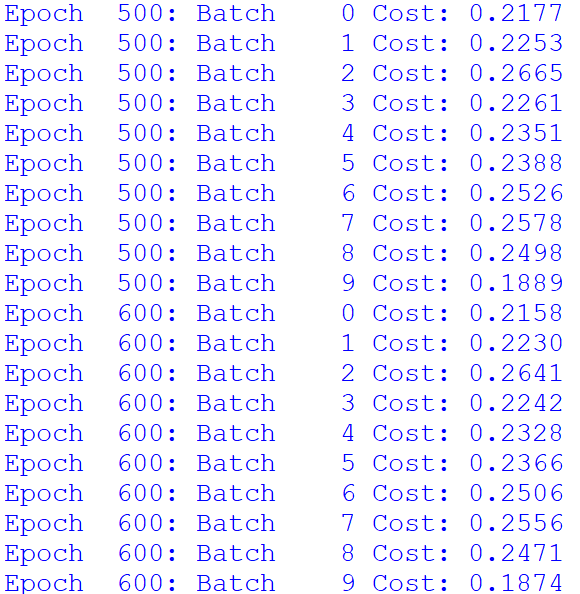 Epoch  500: Batch    0 Cost: 0.2177
Epoch  500: Batch    1 Cost: 0.2253
Epoch  500: Batch    2 Cost: 0.2665
Epoch  500: Batch    3 Cost: 0.2261
Epoch  500: Batch    4 Cost: 0.2351
Epoch  500: Batch    5 Cost: 0.2388
Epoch  500: Batch    6 Cost: 0.2526
Epoch  500: Batch    7 Cost: 0.2578
Epoch  500: Batch    8 Cost: 0.2498
Epoch  500: Batch    9 Cost: 0.1889
Epoch  600: Batch    0 Cost: 0.2158
Epoch  600: Batch    1 Cost: 0.2230
Epoch  600: Batch    2 Cost: 0.2641
Epoch  600: Batch    3 Cost: 0.2242
Epoch  600: Batch    4 Cost: 0.2328
Epoch  600: Batch    5 Cost: 0.2366
Epoch  600: Batch    6 Cost: 0.2506
Epoch  600: Batch    7 Cost: 0.2556
Epoch  600: Batch    8 Cost: 0.2471
Epoch  600: Batch    9 Cost: 0.1874